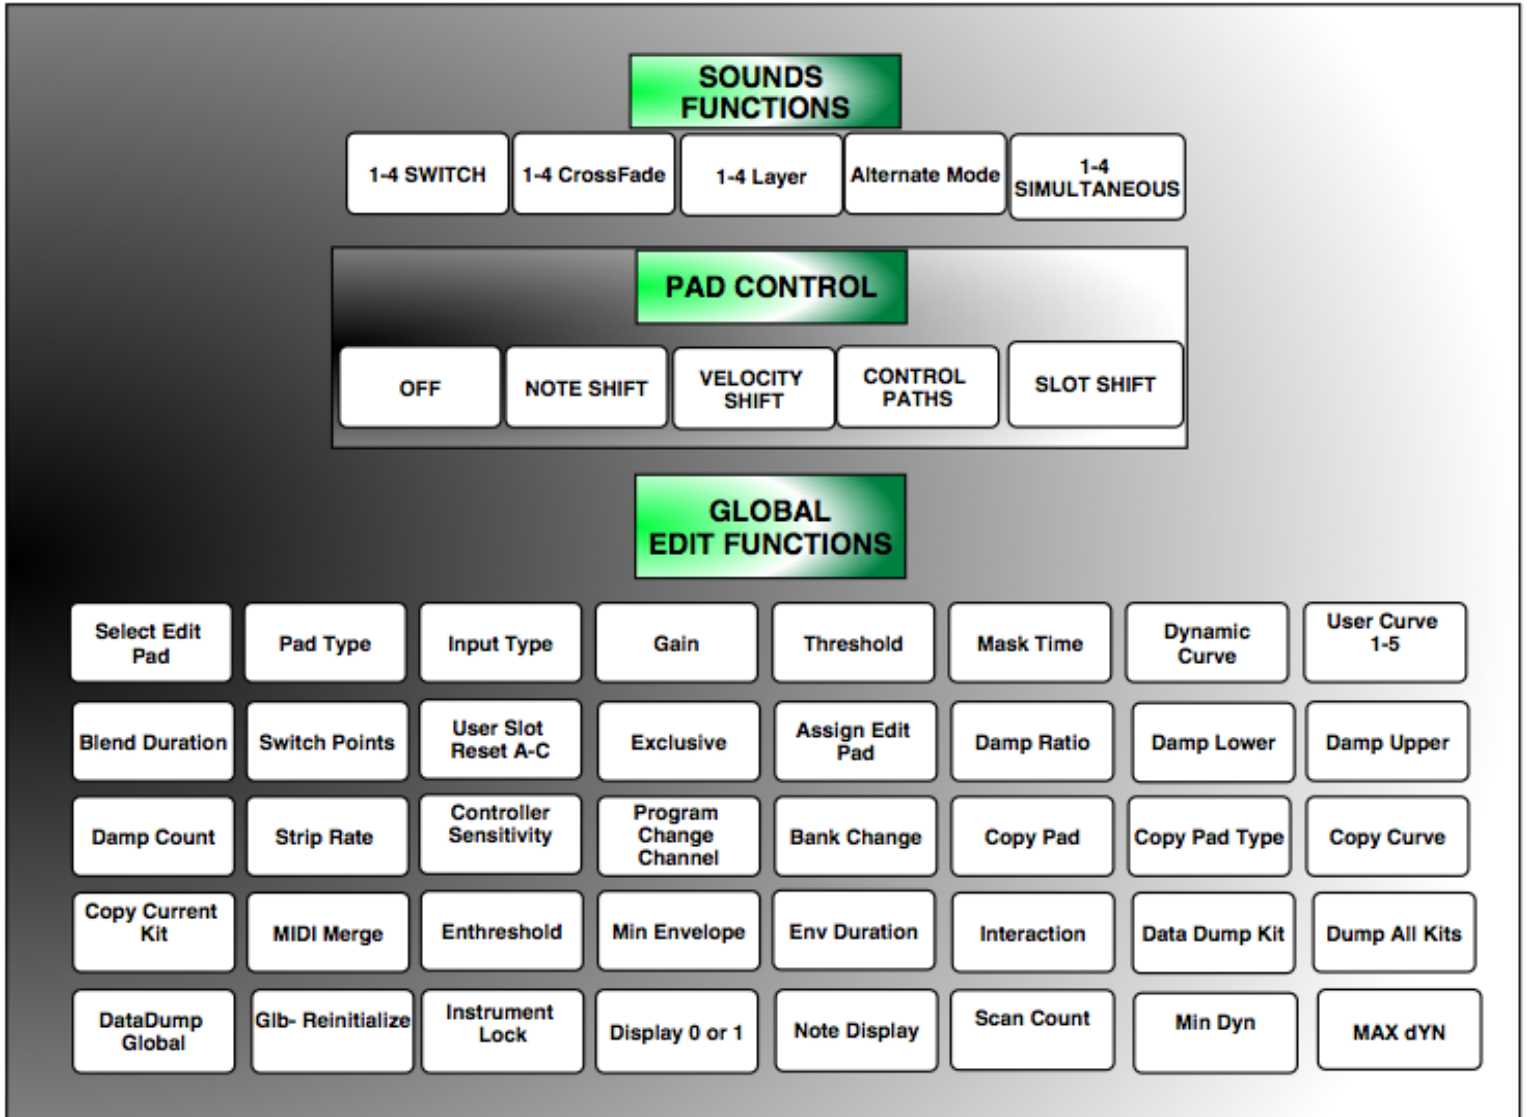 SOUNDS
FUNCTIONS
1-4 SWITCH
1-4 CrossFade
1-4 Layer
Alternate Mode
1-4
SIMULTANEOUS
PAD CONTROL
OFF
NOTE SHIFT
VELOCITY
SHIFT
CONTROL
PATHS
SLOT SHIFT
GLOBAL
EDIT FUNCTIONS
Select Edit
Pad
Pad Type
Input Type
Gain
Threshold
Mask Time
Dynamic
Curve
User Curve
1-5
Blend Duration
Switch Points
User Slot
Reset A-C
Exclusive
Assign Edit
Pad
Damp Ratio
Damp Lower
Damp Upper
Damp Count
Strip Rate
Controller
Sensitivity
Program
Change
Channel
Bank Change
Copy Pad
Copy Pad Type
Copy Curve
Copy Current
Kit
MIDI Merge
Enthreshold
Min Envelope
Env Duration
Interaction
Data Dump Kit
Dump All Kits
DataDump
Global
Glb- Reinitialize
Instrument
Lock
Display 0 or 1
Note Display
Scan Count
Min Dyn
MAX dYN